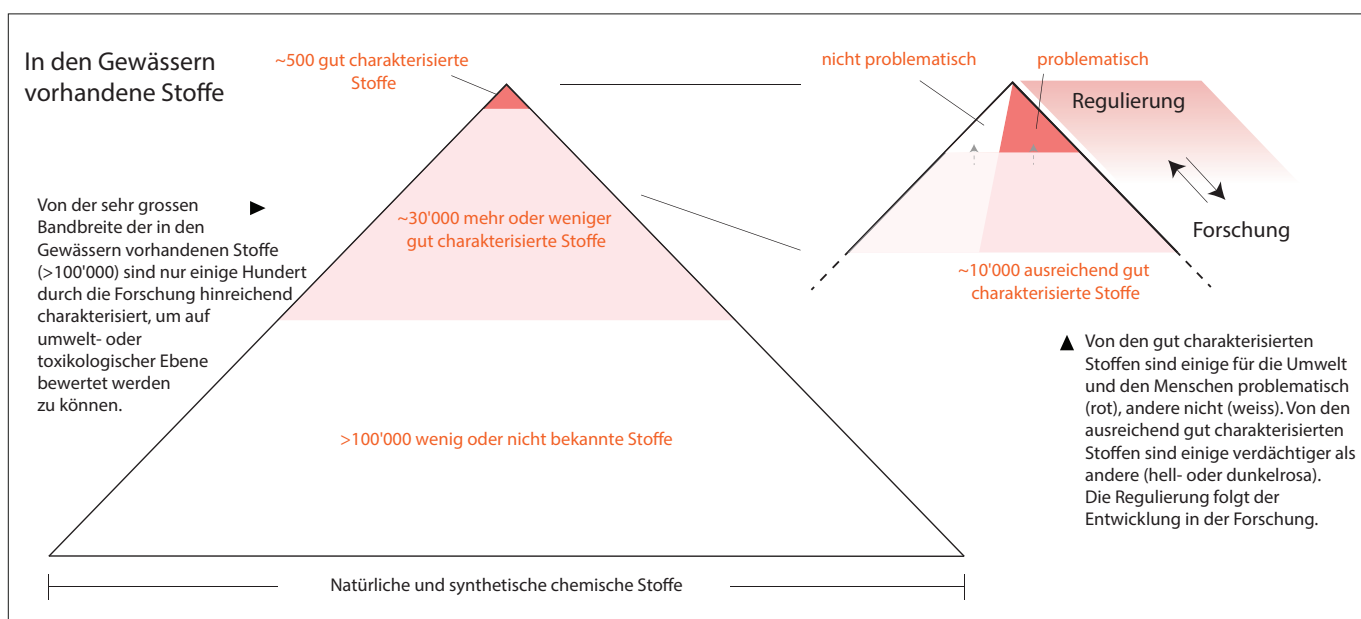 In den Gewässern
vorhandene Stoffe
~500 gut charakterisierte
Stoffe
nicht problematisch
problematisch
Regulierung
Forschung
Von der sehr grossen
Bandbreite der in den
Gewässern vorhandenen Stoffe
(>100'000) sind nur einige Hundert
durch die Forschung hinreichend
charakterisiert, um auf
umwelt- oder
toxikologischer Ebene
bewertet werden
zu können.
~30'000 mehr oder weniger
gut charakterisierte Stoffe
~10'000 ausreichend gut
charakterisierte Stoffe
Von den gut charakterisierten
Stoffen sind einige für die Umwelt
und den Menschen problematisch
(rot), andere nicht (weiss). Von den
ausreichend gut charakterisierten
Stoffen sind einige verdächtiger als
andere (hell- oder dunkelrosa).
Die Regulierung folgt der
Entwicklung in der Forschung.
>100'000 wenig oder nicht bekannte Stoffe
Natürliche und synthetische chemische Stoffe